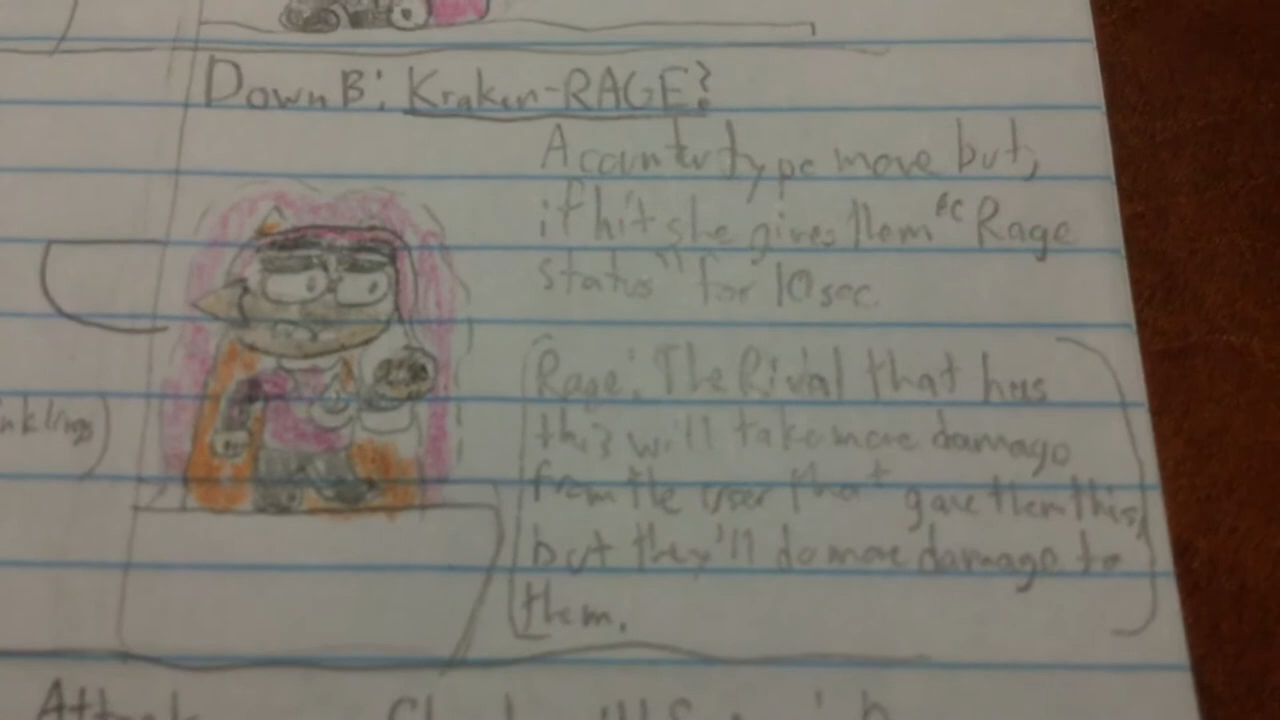 Down B: Kraken-RAGE?
A counter type move but,
if hit she gives them "Rage
status" for 10 sec.
(Rage: The Rival that has
this will take more damage
from the user that gave them this,
but they'll do more damage to
them.)
inklings)